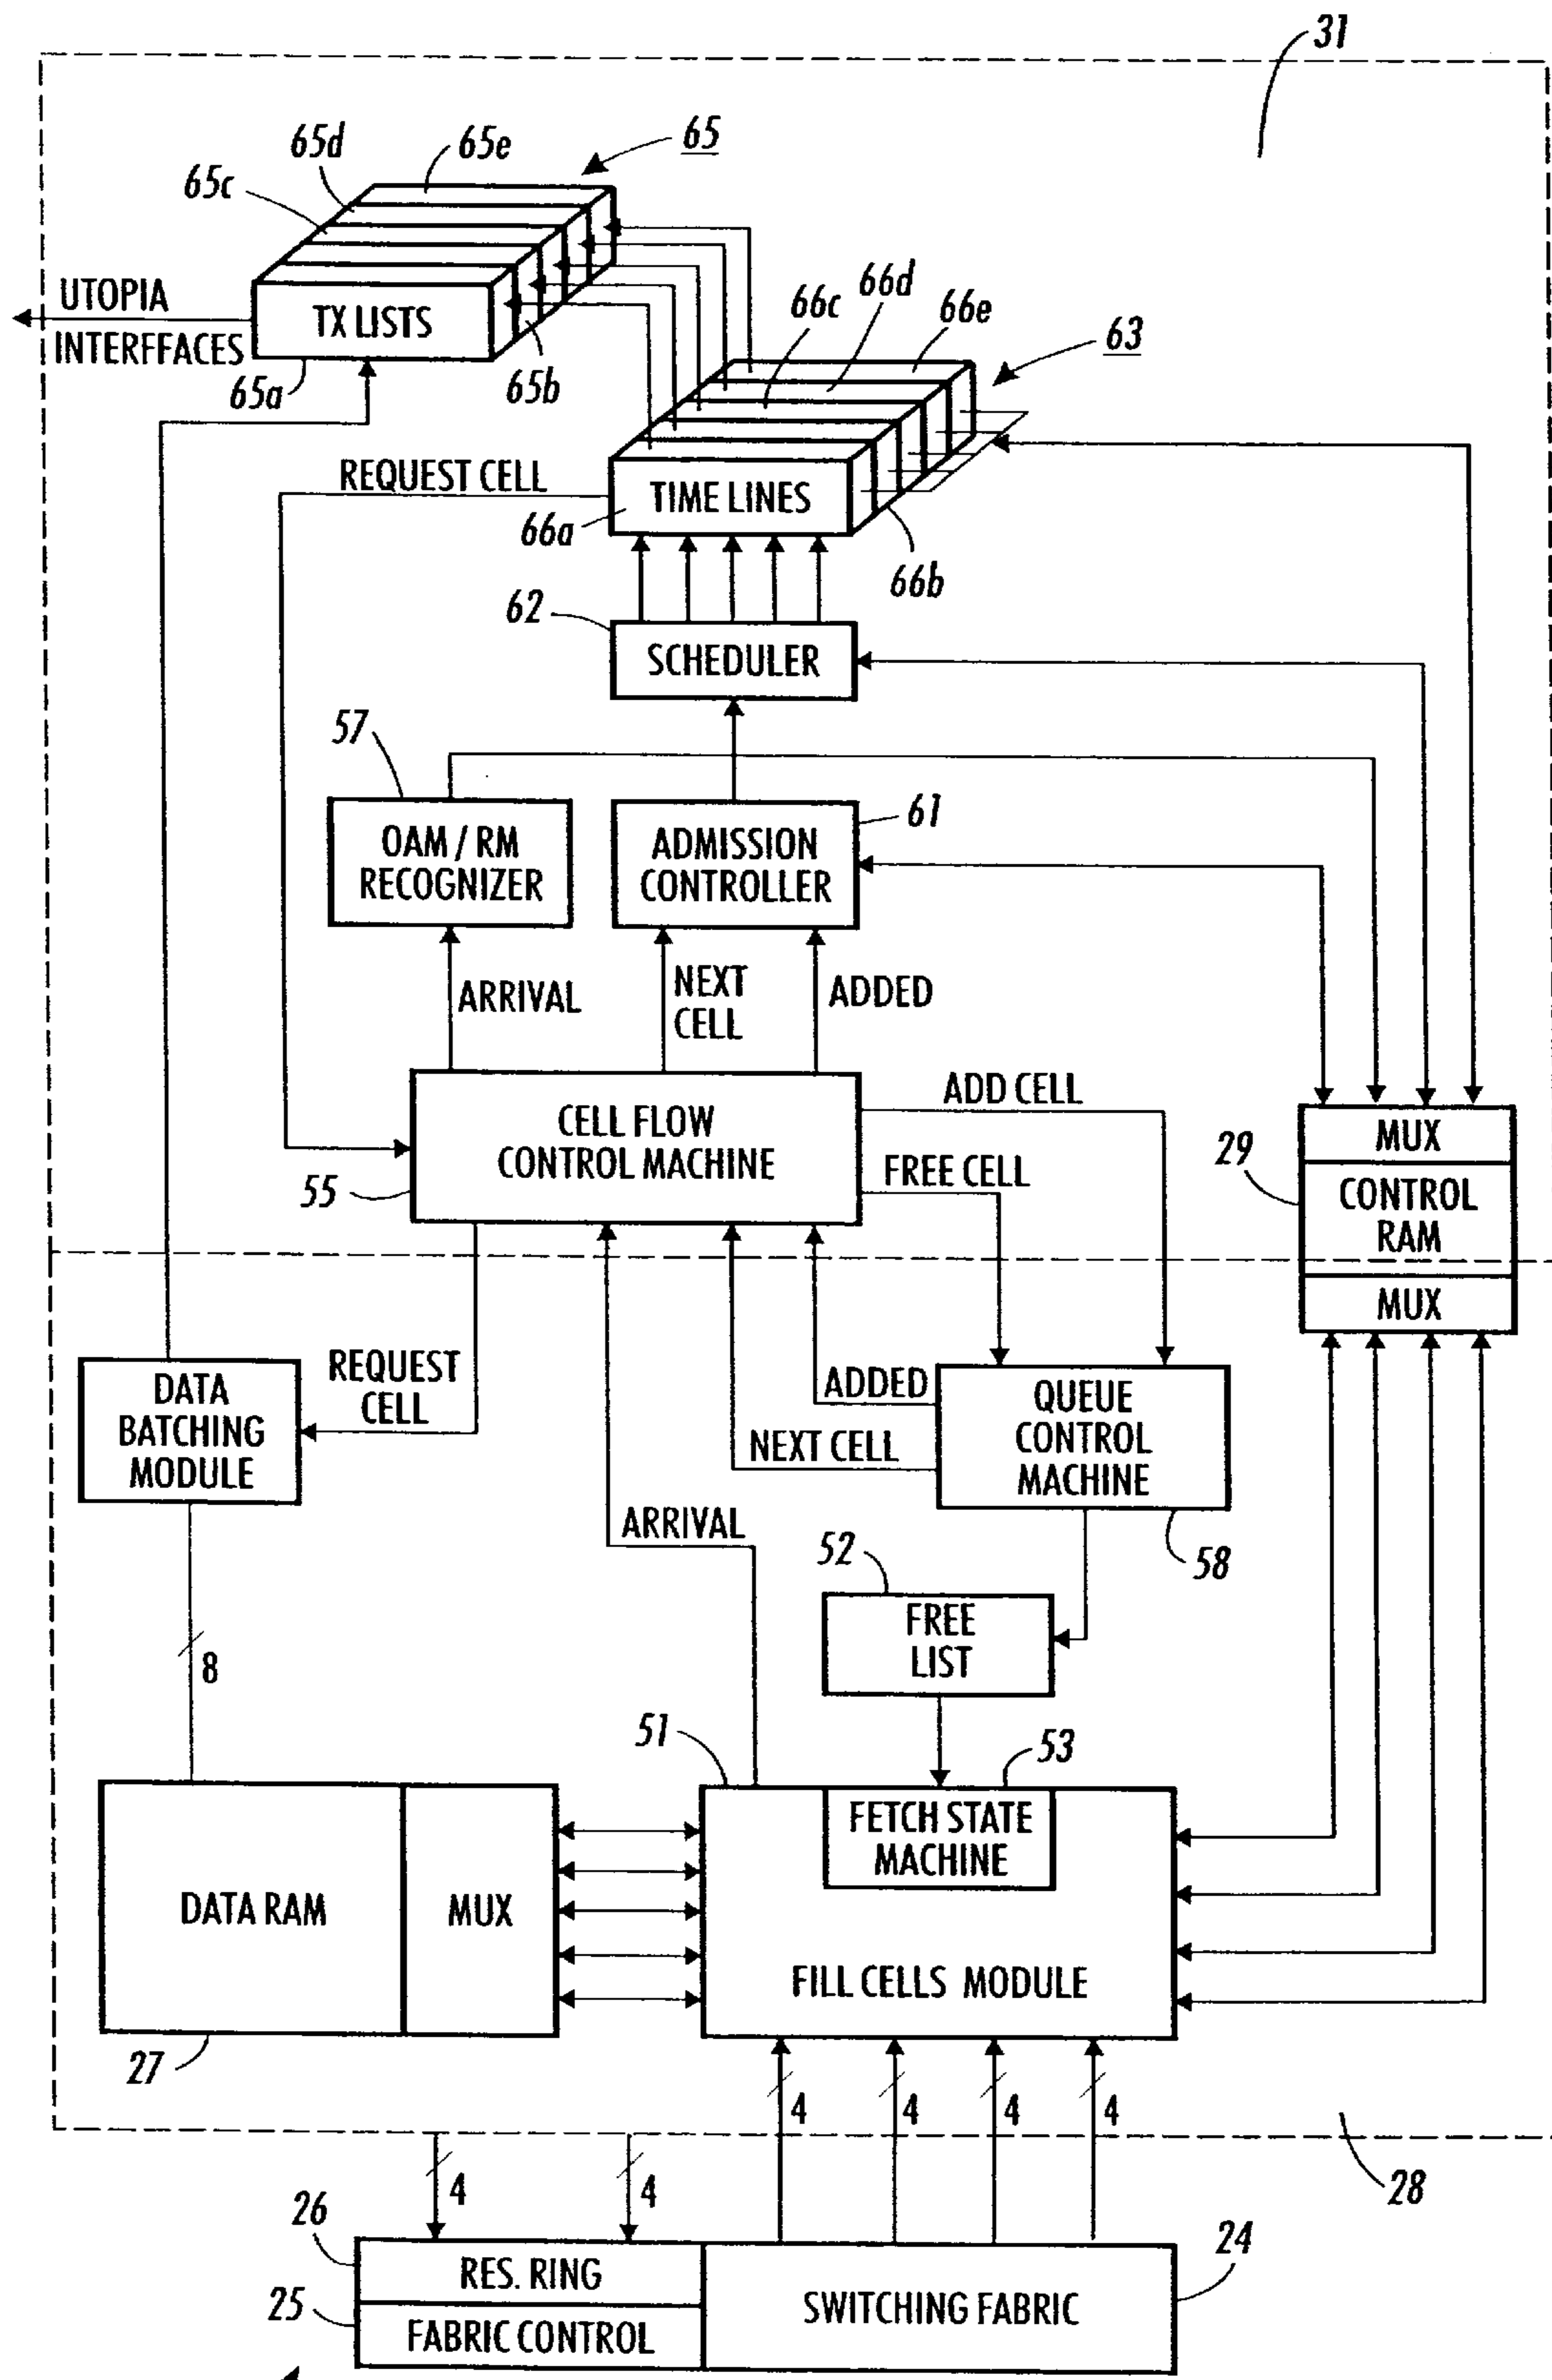 31
65
65d
65e
65c
66d
66c
66e
63
UTOPIA
INTERFFACES
TX LISTS
65a
65b
REQUEST CELL
TIME LINES
66a
66b
62
SCHEDULER
57
61
OAM / RM
RECOGNIZER
ADMISSION
CONTROLLER
ARRIVAL
NEXT
CELL
ADDED
CELL FLOW
CONTROL MACHINE
55
ADD CELL
FREE CELL
29
MUX
CONTROL
RAM
MUX
DATA
BATCHING
MODULE
REQUEST
CELL
ADDED
NEXT CELL
QUEUE
CONTROL
MACHINE
58
ARRIVAL
52
FREE
LIST
8
51
53
FETCH STATE
MACHINE
DATA RAM
MUX
FILL CELLS MODULE
27
4
4
4
4
28
4
4
26
RES. RING
25
FABRIC CONTROL
SWITCHING FABRIC
24